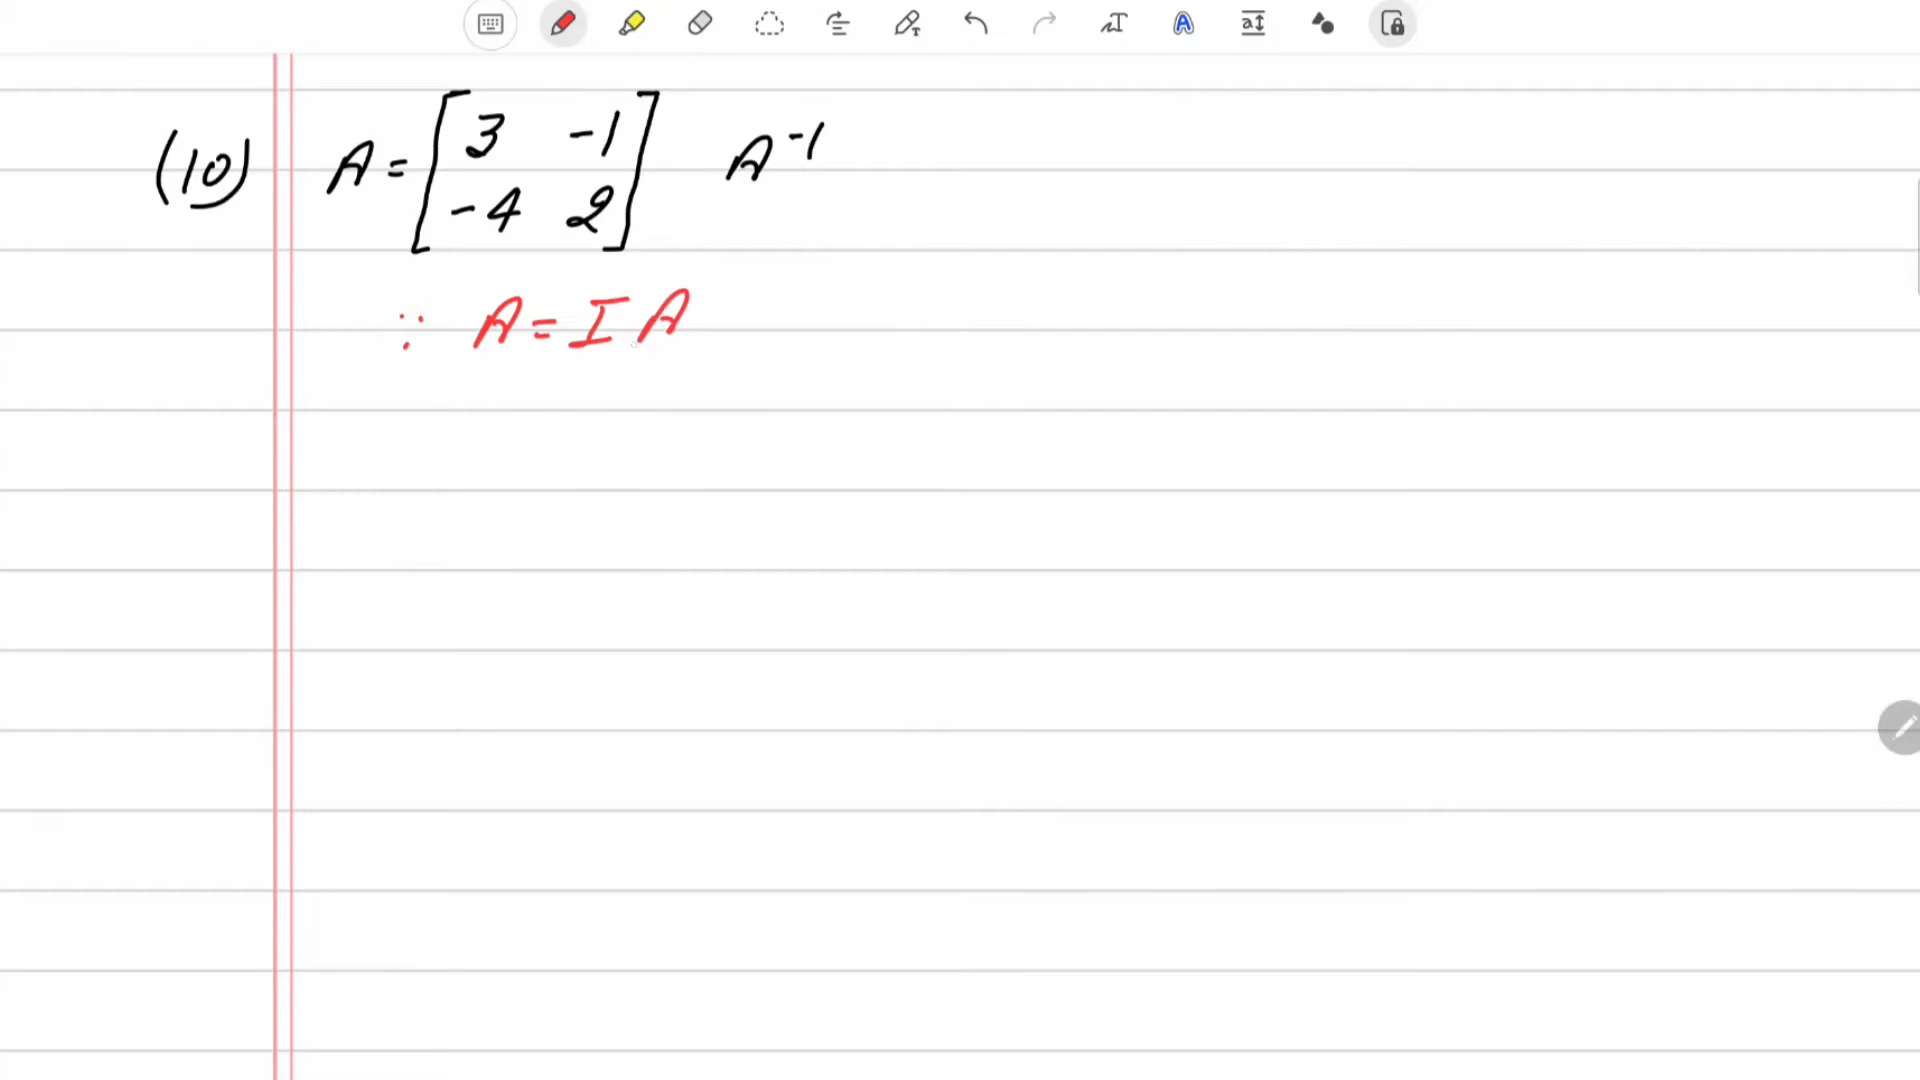 (10) A = [3 -1
-4 2] A⁻¹
∵ A = I A